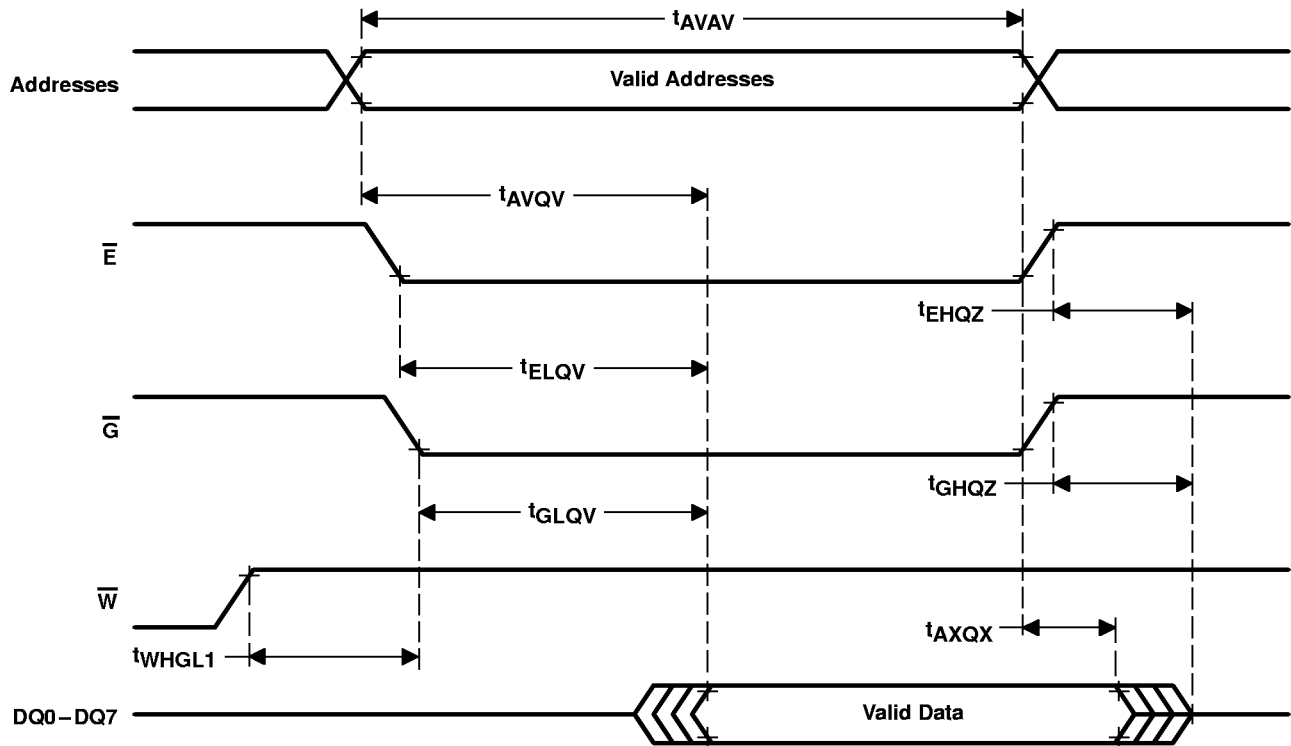 tAVAV
Addresses
Valid Addresses
tAVQV
E̅
tEHQZ
tELQV
G̅
tGHQZ
tGLQV
W̅
tAXQX
tWHGL1
DQ0–DQ7
Valid Data